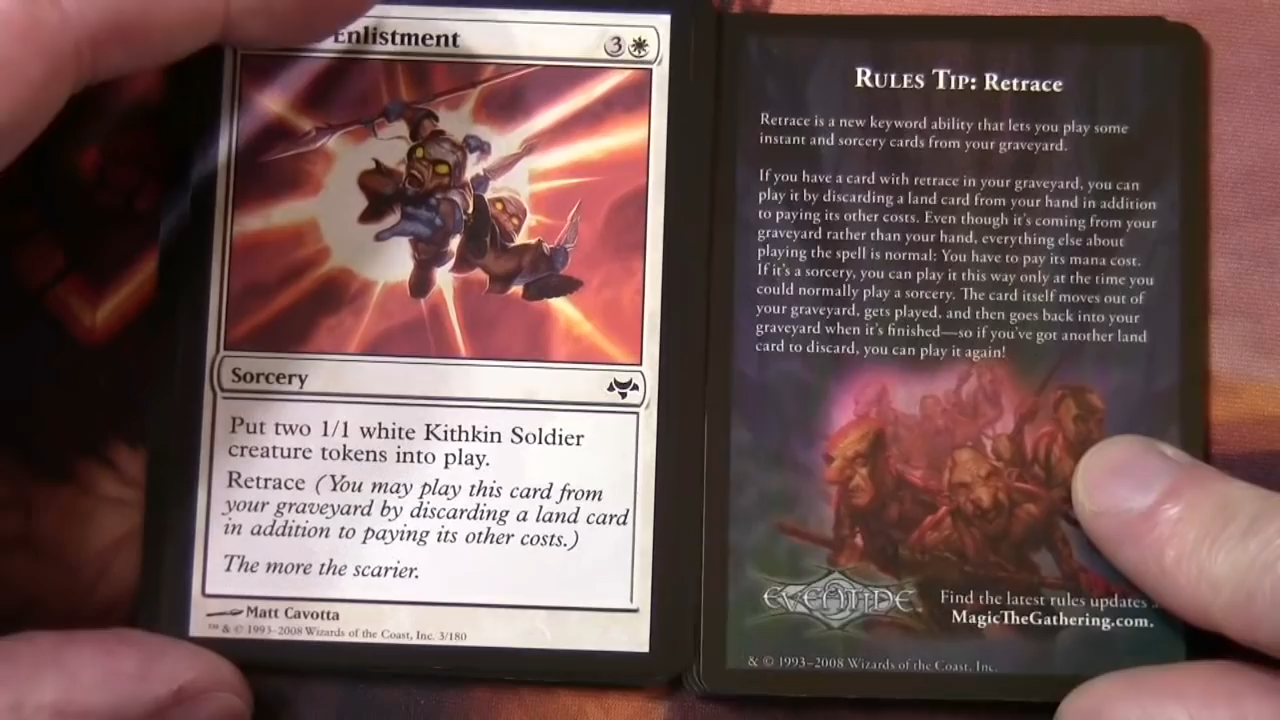 Enlistment
3
Sorcery
Put two 1/1 white Kithkin Soldier
creature tokens into play.
Retrace (You may play this card from
your graveyard by discarding a land card
in addition to paying its other costs.)
The more the scarier.
Matt Cavotta
™ & © 1993–2008 Wizards of the Coast, Inc. 3/180
RULES TIP: Retrace
Retrace is a new keyword ability that lets you play some
instant and sorcery cards from your graveyard.
If you have a card with retrace in your graveyard, you can
play it by discarding a land card from your hand in addition
to paying its other costs. Even though it's coming from your
graveyard rather than your hand, everything else about
playing the spell is normal: You have to pay its mana cost.
If it's a sorcery, you can play it this way only at the time you
could normally play a sorcery. The card itself moves out of
your graveyard, gets played, and then goes back into your
graveyard when it's finished—so if you've got another land
card to discard, you can play it again!
EVENTIDE
Find the latest rules updates
MagicTheGathering.com.
& © 1993–2008 Wizards of the Coast, Inc.